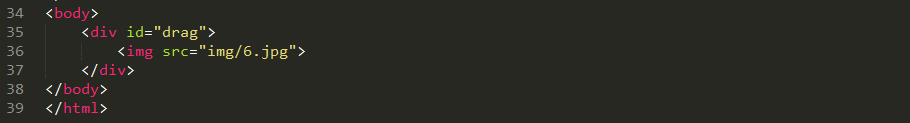 34 <body>
35     <div id="drag">
36         <img src="img/6.jpg">
37     </div>
38 </body>
39 </html>